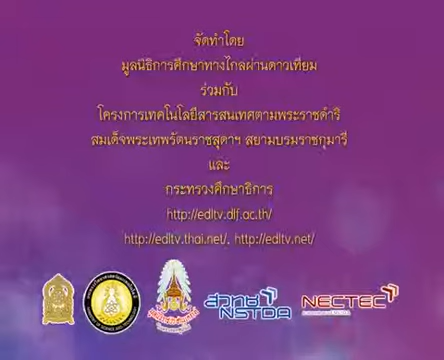 จัดทำโดย
มูลนิธิการศึกษาทางไกลผ่านดาวเทียม
ร่วมกับ
โครงการเทคโนโลยีสารสนเทศตามพระราชดำริ
สมเด็จพระเทพรัตนราชสุดาฯ สยามบรมราชกุมารี
และ
กระทรวงศึกษาธิการ
http://edltv.dlf.ac.th/
http://edltv.thai.net/, http://edltv.net/
สวทช NECTEC
NSTDA